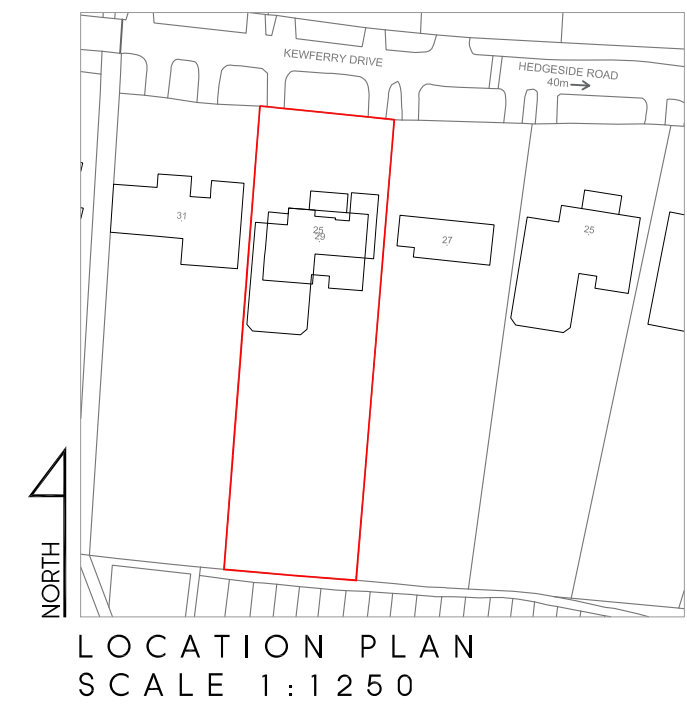 KEWFERRY DRIVE
HEDGESIDE ROAD
40m
31
25
29
27
25
NORTH
LOCATION PLAN
SCALE 1:1250